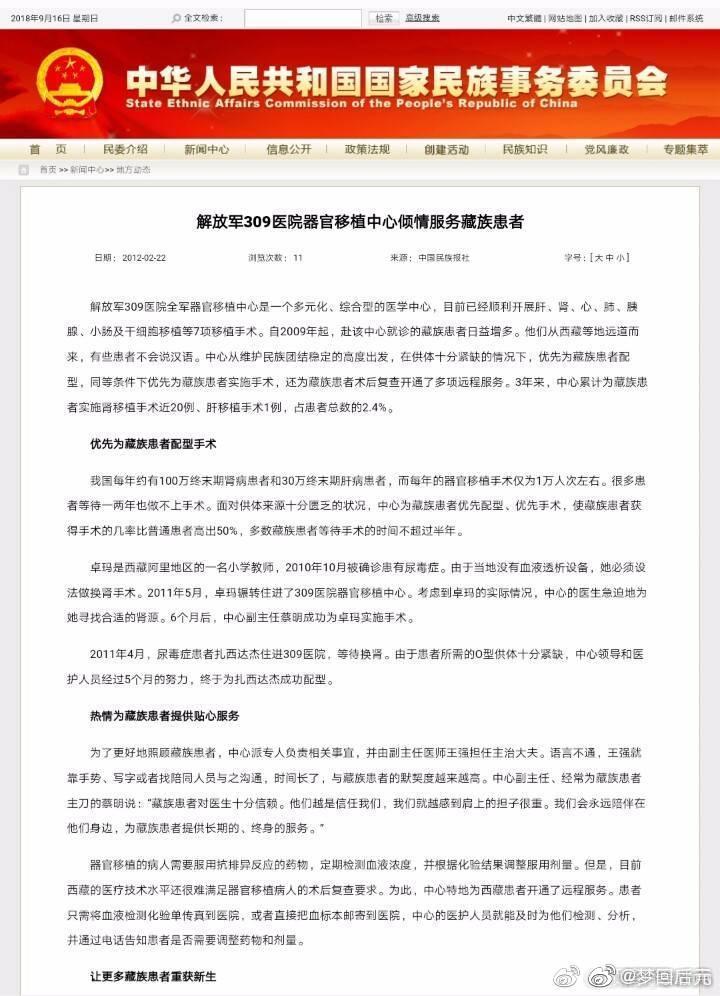 2018年9月16日 星期日 全文检索： 检索 高级搜索 中文繁體 | 网站地图 | 加入收藏 | RSS订阅 | 邮件系统
中华人民共和国国家民族事务委员会
State Ethnic Affairs Commission of the People's Republic of China
首 页 民委介绍 新闻中心 信息公开 政策法规 创建活动 民族知识 党风廉政 专题集萃
首页 >> 新闻中心>> 地方动态
解放军309医院器官移植中心倾情服务藏族患者
日期： 2012-02-22 浏览次数： 11 来源： 中国民族报社 字号：[ 大 中 小 ]
解放军309医院全军器官移植中心是一个多元化、综合型的医学中心，目前已经顺利开展肝、肾、心、肺、胰
腺、小肠及干细胞移植等7项移植手术。自2009年起，赴该中心就诊的藏族患者日益增多。他们从西藏等地远道而
来，有些患者不会说汉语。中心从维护民族团结稳定的高度出发，在供体十分紧缺的情况下，优先为藏族患者配
型，同等条件下优先为藏族患者实施手术，还为藏族患者术后复查开通了多项远程服务。3年来，中心累计为藏族患
者实施肾移植手术近20例、肝移植手术1例，占患者总数的2.4%。
优先为藏族患者配型手术
我国每年约有100万终末期肾病患者和30万终末期肝病患者，而每年的器官移植手术仅为1万人次左右。很多患
者等待一两年也做不上手术。面对供体来源十分匮乏的状况，中心为藏族患者优先配型、优先手术，使藏族患者获
得手术的几率比普通患者高出50%，多数藏族患者等待手术的时间不超过半年。
卓玛是西藏阿里地区的一名小学教师，2010年10月被确诊患有尿毒症。由于当地没有血液透析设备，她必须设
法做换肾手术。2011年5月，卓玛辗转住进了309医院器官移植中心。考虑到卓玛的实际情况，中心的医生急迫地为
她寻找合适的肾源。6个月后，中心副主任蔡明成功为卓玛实施手术。
2011年4月，尿毒症患者扎西达杰住进309医院，等待换肾。由于患者所需的O型供体十分紧缺，中心领导和医
护人员经过5个月的努力，终于为扎西达杰成功配型。
热情为藏族患者提供贴心服务
为了更好地照顾藏族患者，中心派专人负责相关事宜，并由副主任医师王强担任主治大夫。语言不通，王强就
靠手势、写字或者找陪同人员与之沟通，时间长了，与藏族患者的默契度越来越高。中心副主任、经常为藏族患者
主刀的蔡明说：“藏族患者对医生十分信赖。他们越是信任我们，我们就越感到肩上的担子很重。我们会永远陪伴在
他们身边，为藏族患者提供长期的、终身的服务。”
器官移植的病人需要服用抗排异反应的药物，定期检测血液浓度，并根据化验结果调整服用剂量。但是，目前
西藏的医疗技术水平还很难满足器官移植病人的术后复查要求。为此，中心特地为西藏患者开通了远程服务。患者
只需将血液检测化验单传真到医院，或者直接把血标本邮寄到医院，中心的医护人员就能及时为他们检测、分析，
并通过电话告知患者是否需要调整药物和剂量。
让更多藏族患者重获新生
@梦回后元